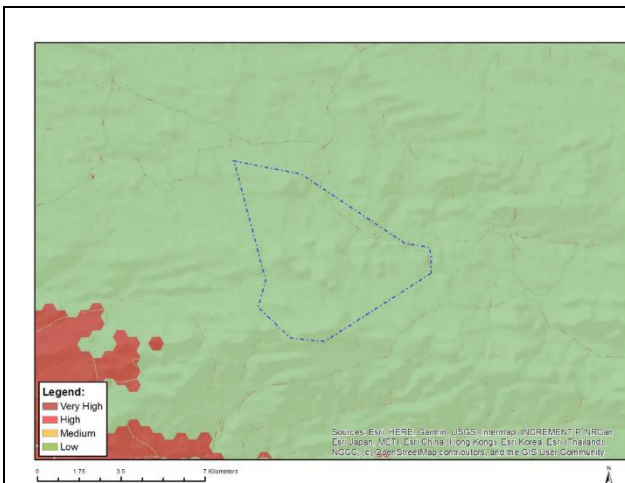 Legend:
Very High
High
Medium
Low
Sources: Esri, HERE, Garmin, USGS, Intermap, INCREMENT P, NRCan,
Esri Japan, METI, Esri China (Hong Kong), Esri Korea, Esri (Thailand),
NGCC, (c) OpenStreetMap contributors, and the GIS User Community
0 1.75 3.5 7 Kilometers
N